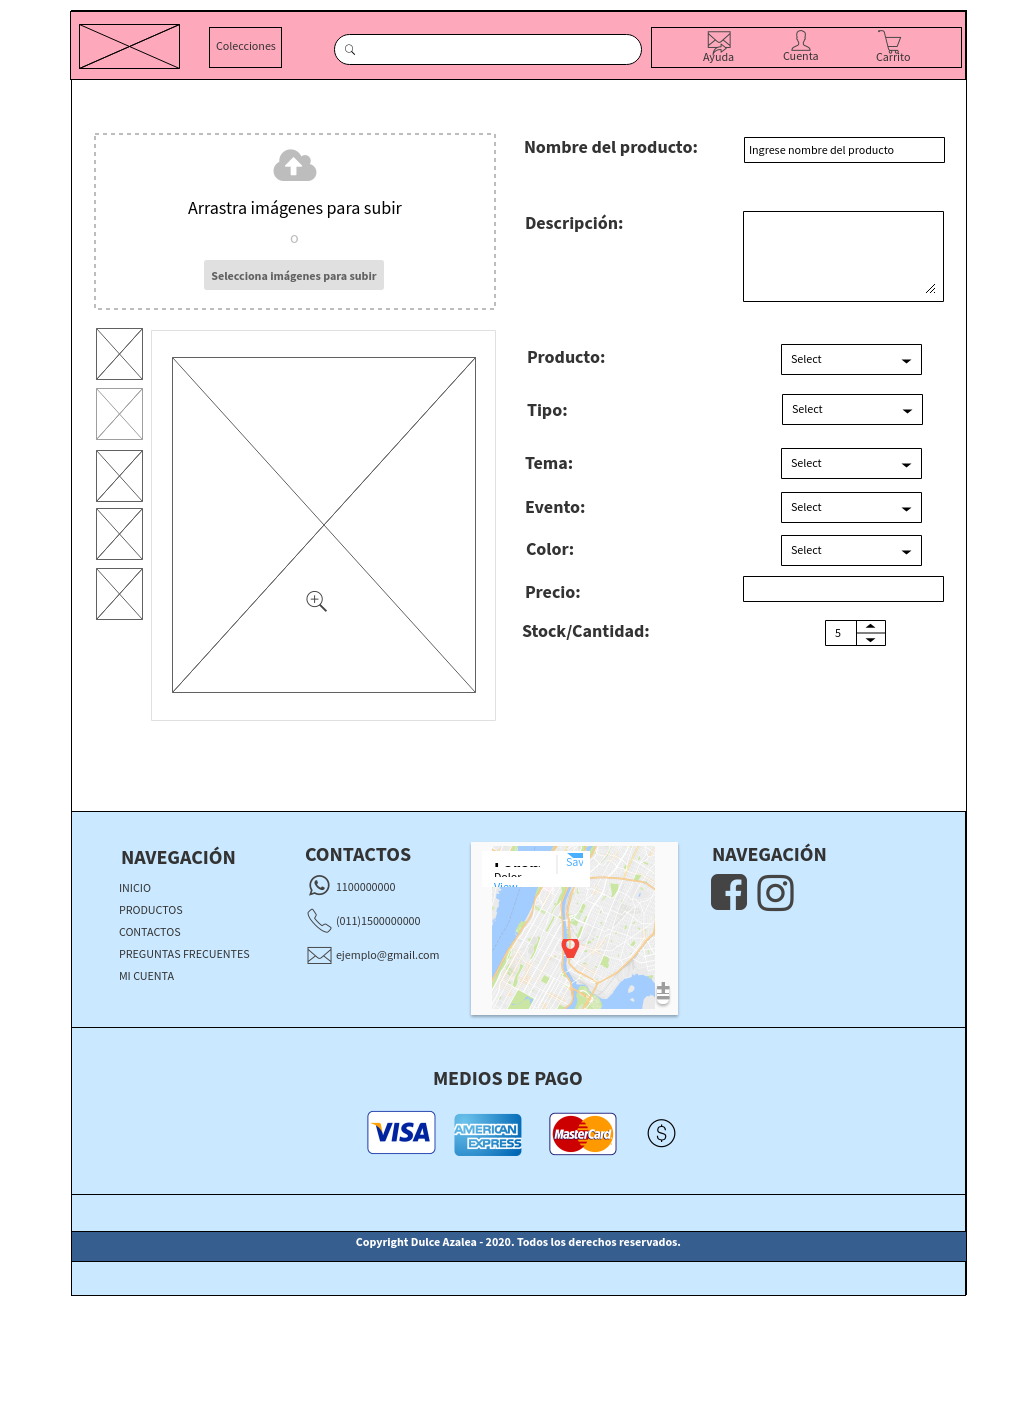 Colecciones
Ayuda
Cuenta
Carrito
Arrastra imágenes para subir
o
Selecciona imágenes para subir
Nombre del producto:
Ingrese nombre del producto
Descripción:
Producto:
Select
Tipo:
Select
Tema:
Select
Evento:
Select
Color:
Select
Precio:
Stock/Cantidad:
5
NAVEGACIÓN
INICIO
PRODUCTOS
CONTACTOS
PREGUNTAS FRECUENTES
MI CUENTA
CONTACTOS
1100000000
(011)1500000000
ejemplo@gmail.com
Sav
View
NAVEGACIÓN
MEDIOS DE PAGO
VISA
AMERICAN
EXPRESS
MasterCard
$
Copyright Dulce Azalea - 2020. Todos los derechos reservados.